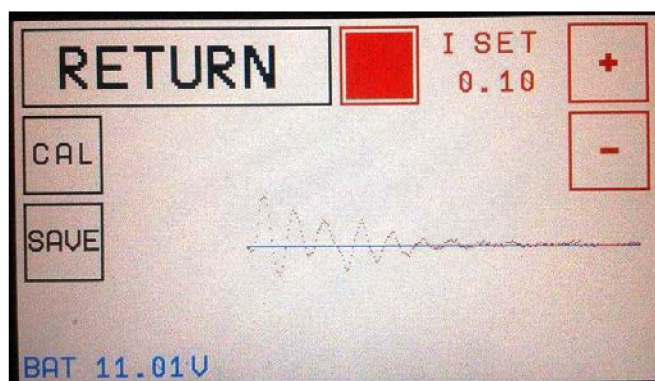 RETURN
I SET
0.10
+
CAL
-
SAVE
BAT 11.01V